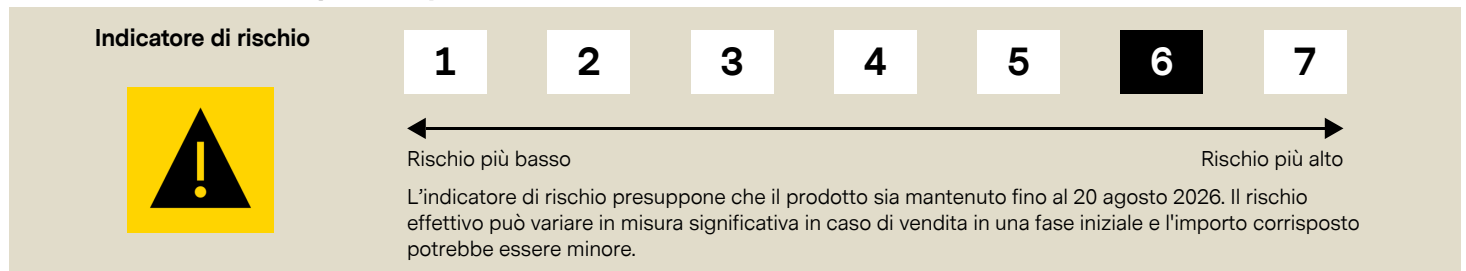 Indicatore di rischio
1 2 3 4 5 6 7
Rischio più basso
Rischio più alto
L'indicatore di rischio presuppone che il prodotto sia mantenuto fino al 20 agosto 2026. Il rischio
effettivo può variare in misura significativa in caso di vendita in una fase iniziale e l'importo corrisposto
potrebbe essere minore.